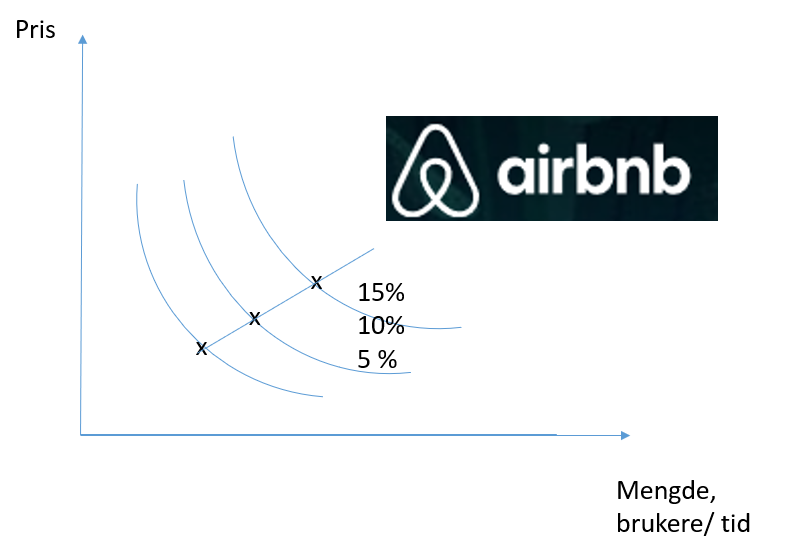 Pris
airbnb
x
15%
x
10%
x
5 %
Mengde,
brukere/ tid